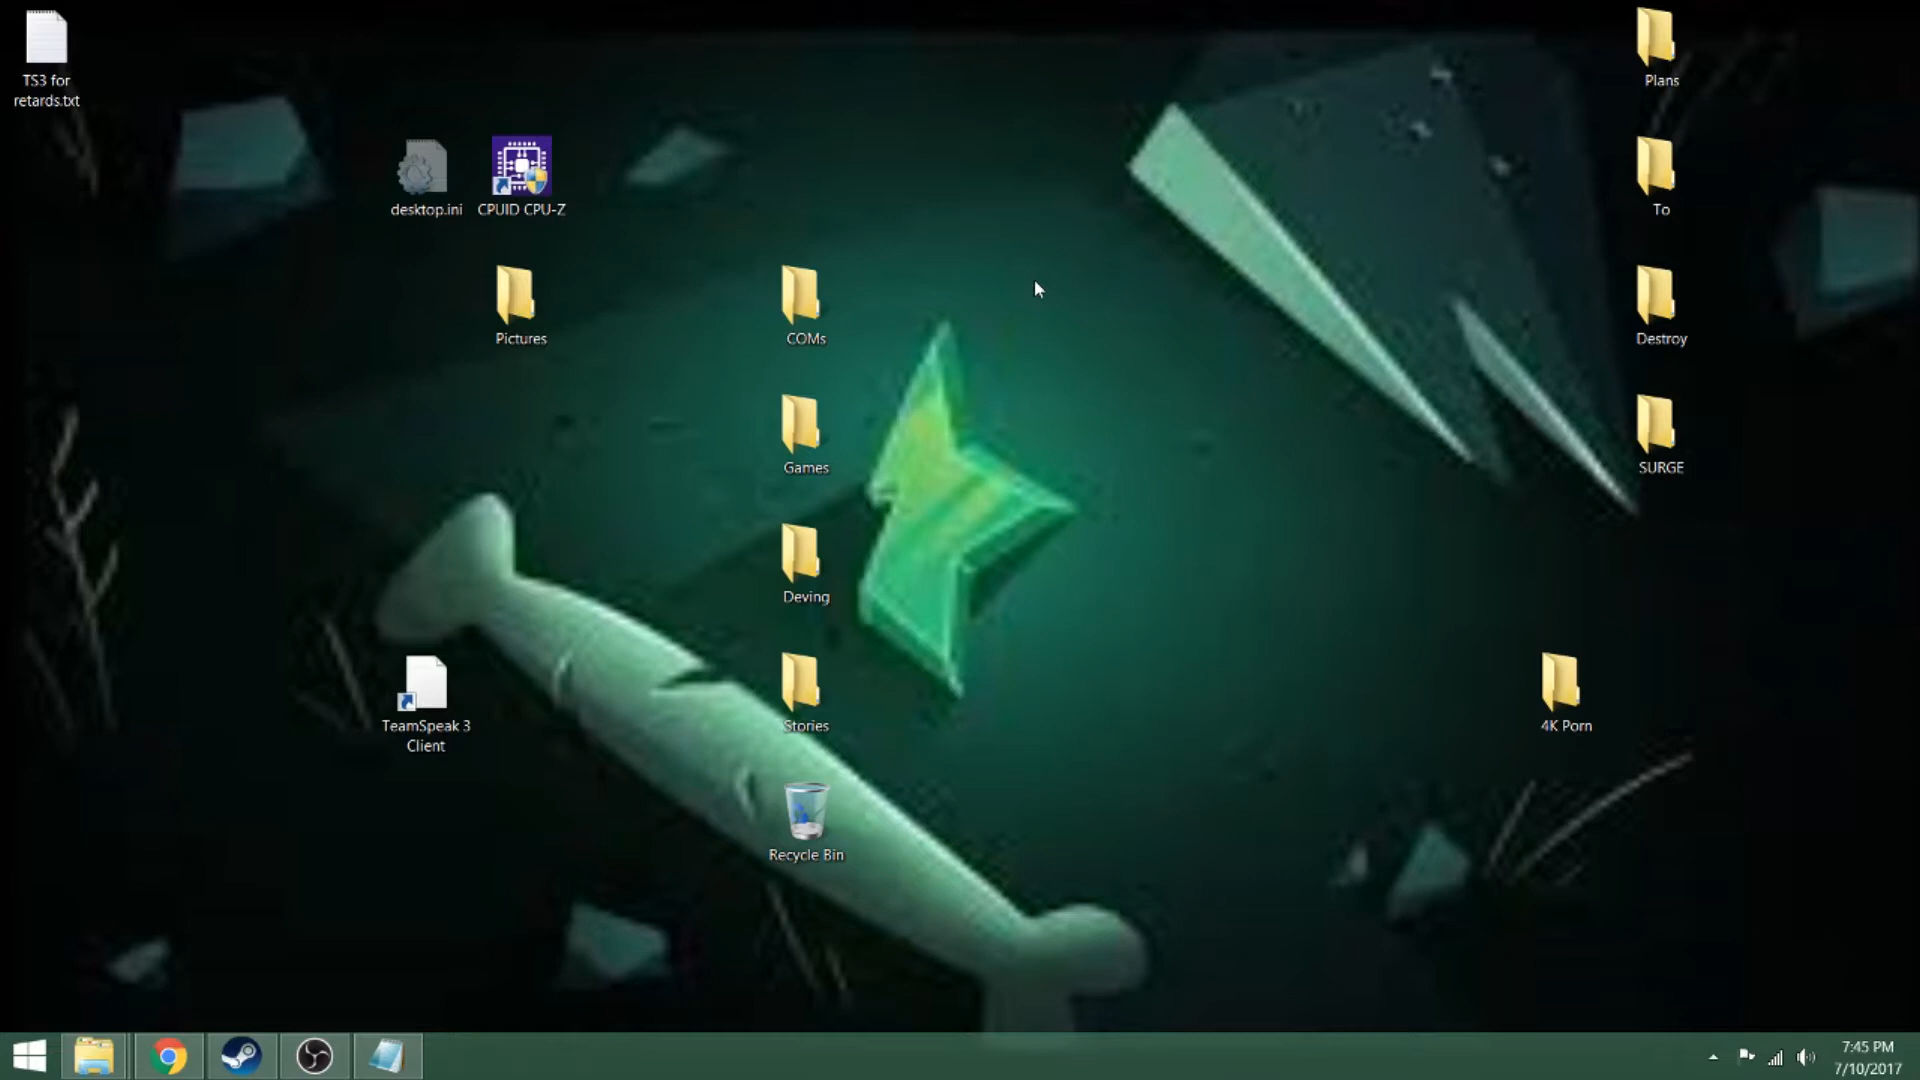 TS3 for
retards.txt
desktop.ini
CPUID CPU-Z
Pictures
TeamSpeak 3
Client
COMs
Games
Deving
Stories
Recycle Bin
Plans
To
Destroy
SURGE
4K Porn
7:45 PM
7/10/2017